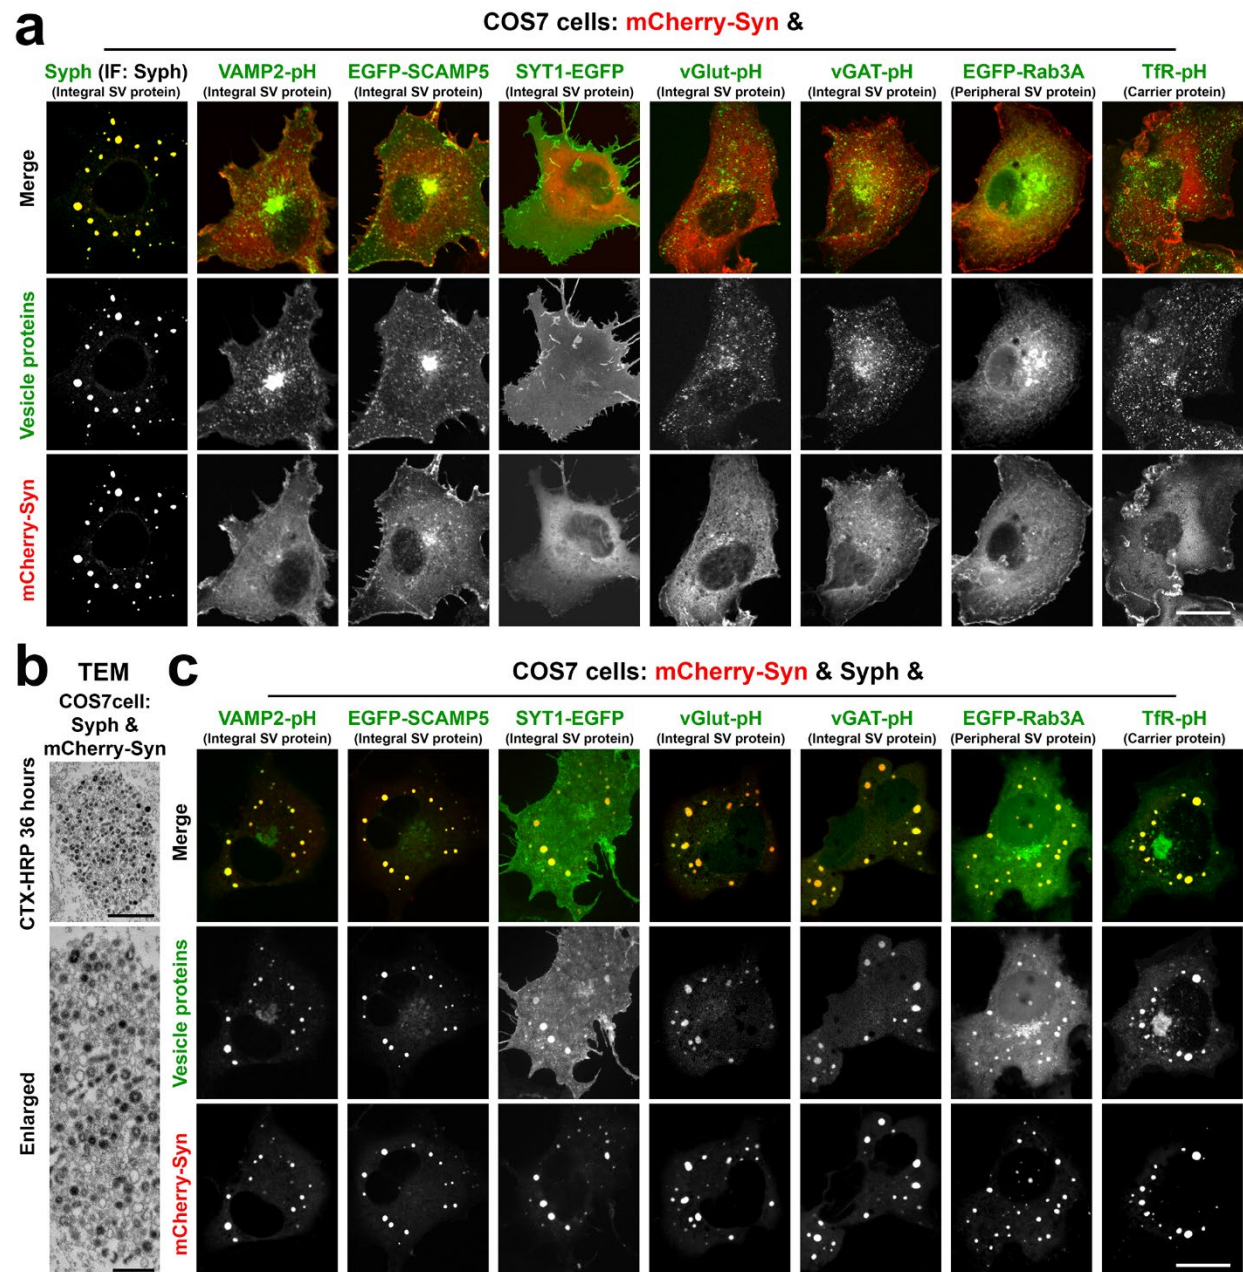 a
COS7 cells: mCherry-Syn &
Syph (IF: Syph)
(Integral SV protein)
VAMP2-pH
(Integral SV protein)
EGFP-SCAMP5
(Integral SV protein)
SYT1-EGFP
(Integral SV protein)
vGlut-pH
(Integral SV protein)
vGAT-pH
(Integral SV protein)
EGFP-Rab3A
(Peripheral SV protein)
TfR-pH
(Carrier protein)
Merge
Vesicle proteins
mCherry-Syn
b
TEM
COS7cell:
Syph &
mCherry-Syn
CTX-HRP 36 hours
Enlarged
c
COS7 cells: mCherry-Syn & Syph &
VAMP2-pH
(Integral SV protein)
EGFP-SCAMP5
(Integral SV protein)
SYT1-EGFP
(Integral SV protein)
vGlut-pH
(Integral SV protein)
vGAT-pH
(Integral SV protein)
EGFP-Rab3A
(Peripheral SV protein)
TfR-pH
(Carrier protein)
Merge
Vesicle proteins
mCherry-Syn